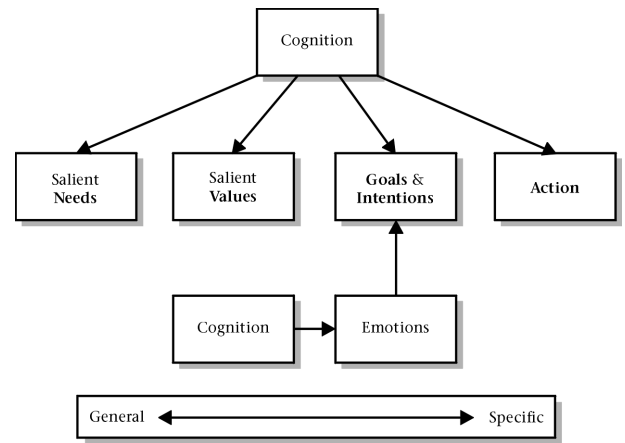 Cognition
Salient
Needs
Salient
Values
Goals &
Intentions
Action
Cognition
Emotions
General
Specific